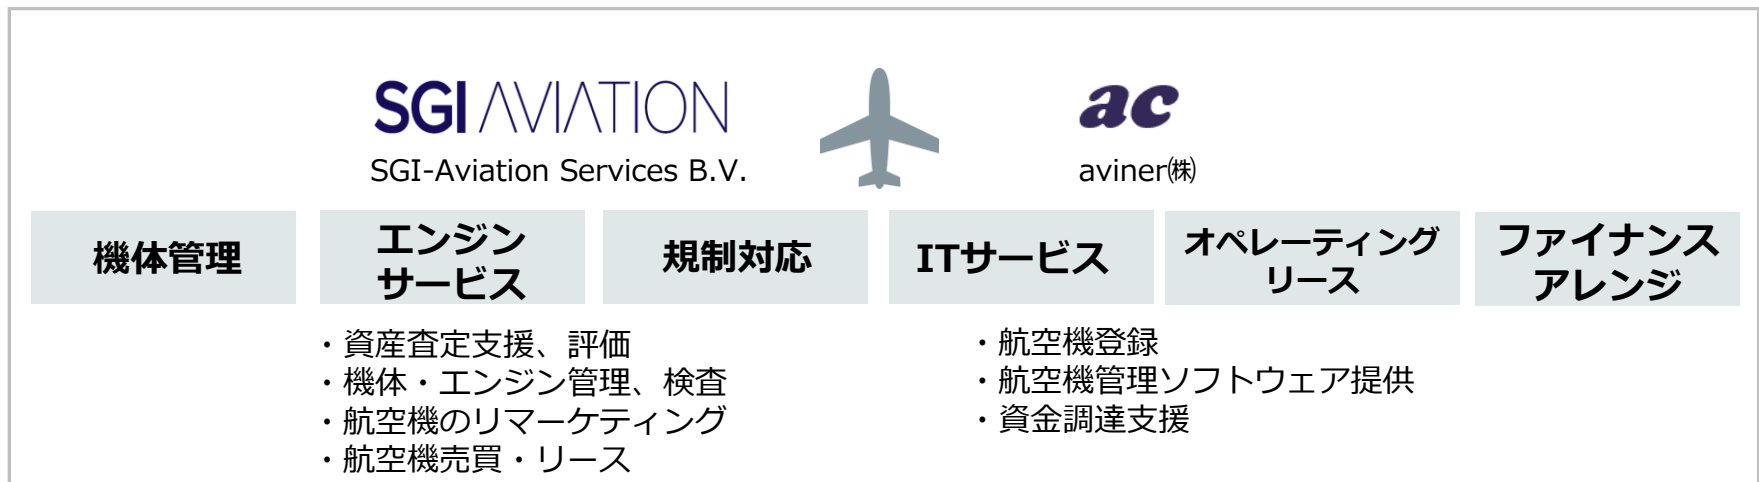 SGI AVIATION
ac
SGI-Aviation Services B.V.
aviner㈱
機体管理
エンジン
サービス
規制対応
ITサービス
オペレーティング
リース
ファイナンス
アレンジ
・資産査定支援、評価
・機体・エンジン管理、検査
・航空機のリマーケティング
・航空機売買・リース
・航空機登録
・航空機管理ソフトウェア提供
・資金調達支援